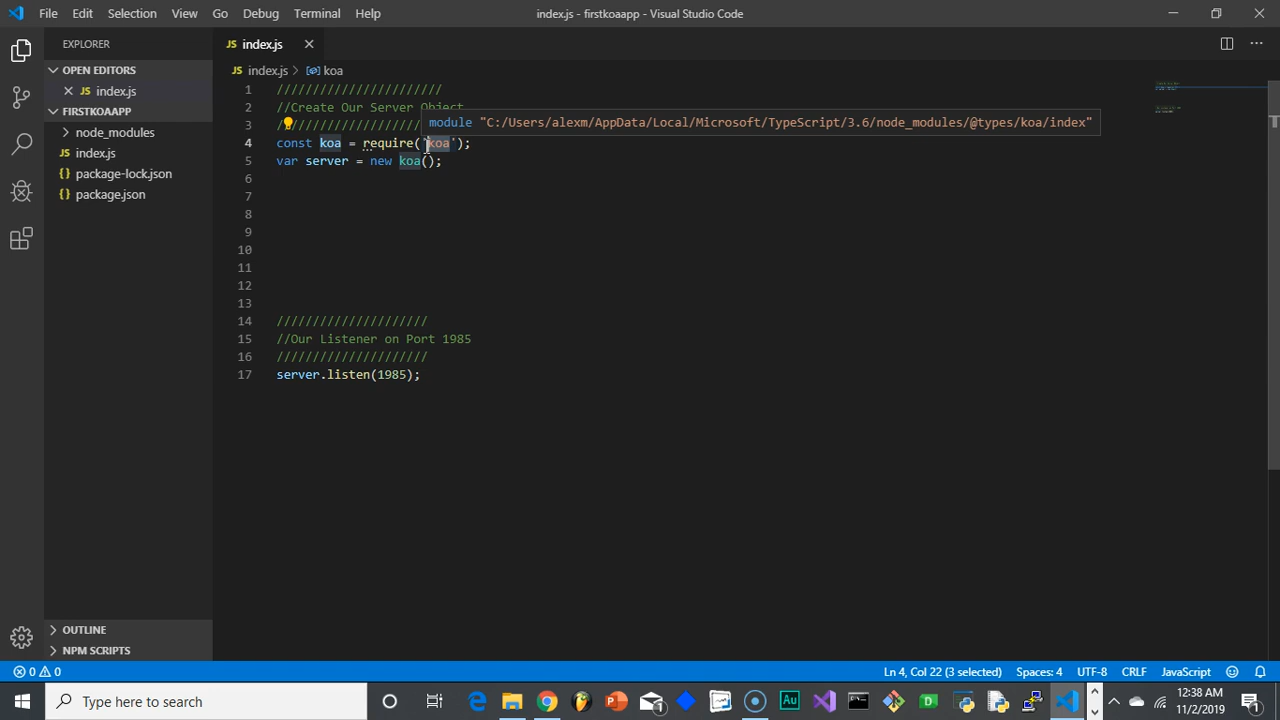 File Edit Selection View Go Debug Terminal Help
index.js - firstkoaapp - Visual Studio Code
EXPLORER
JS index.js
OPEN EDITORS
JS index.js
FIRSTKOAAPP
node_modules
JS index.js
{} package-lock.json
{} package.json
OUTLINE
NPM SCRIPTS
JS index.js > koa
1 ///////////////////////
2 //Create Our Server Object
module "C:/Users/alexm/AppData/Local/Microsoft/TypeScript/3.6/node_modules/@types/koa/index"
3 ////////////////////
4 const koa = require(`koa`);
5 var server = new koa();
6
7
8
9
10
11
12
13
14 /////////////////////
15 //Our Listener on Port 1985
16 /////////////////////
17 server.listen(1985);
0 0
Ln 4, Col 22 (3 selected) Spaces: 4 UTF-8 CRLF JavaScript
Type here to search
12:38 AM
11/2/2019